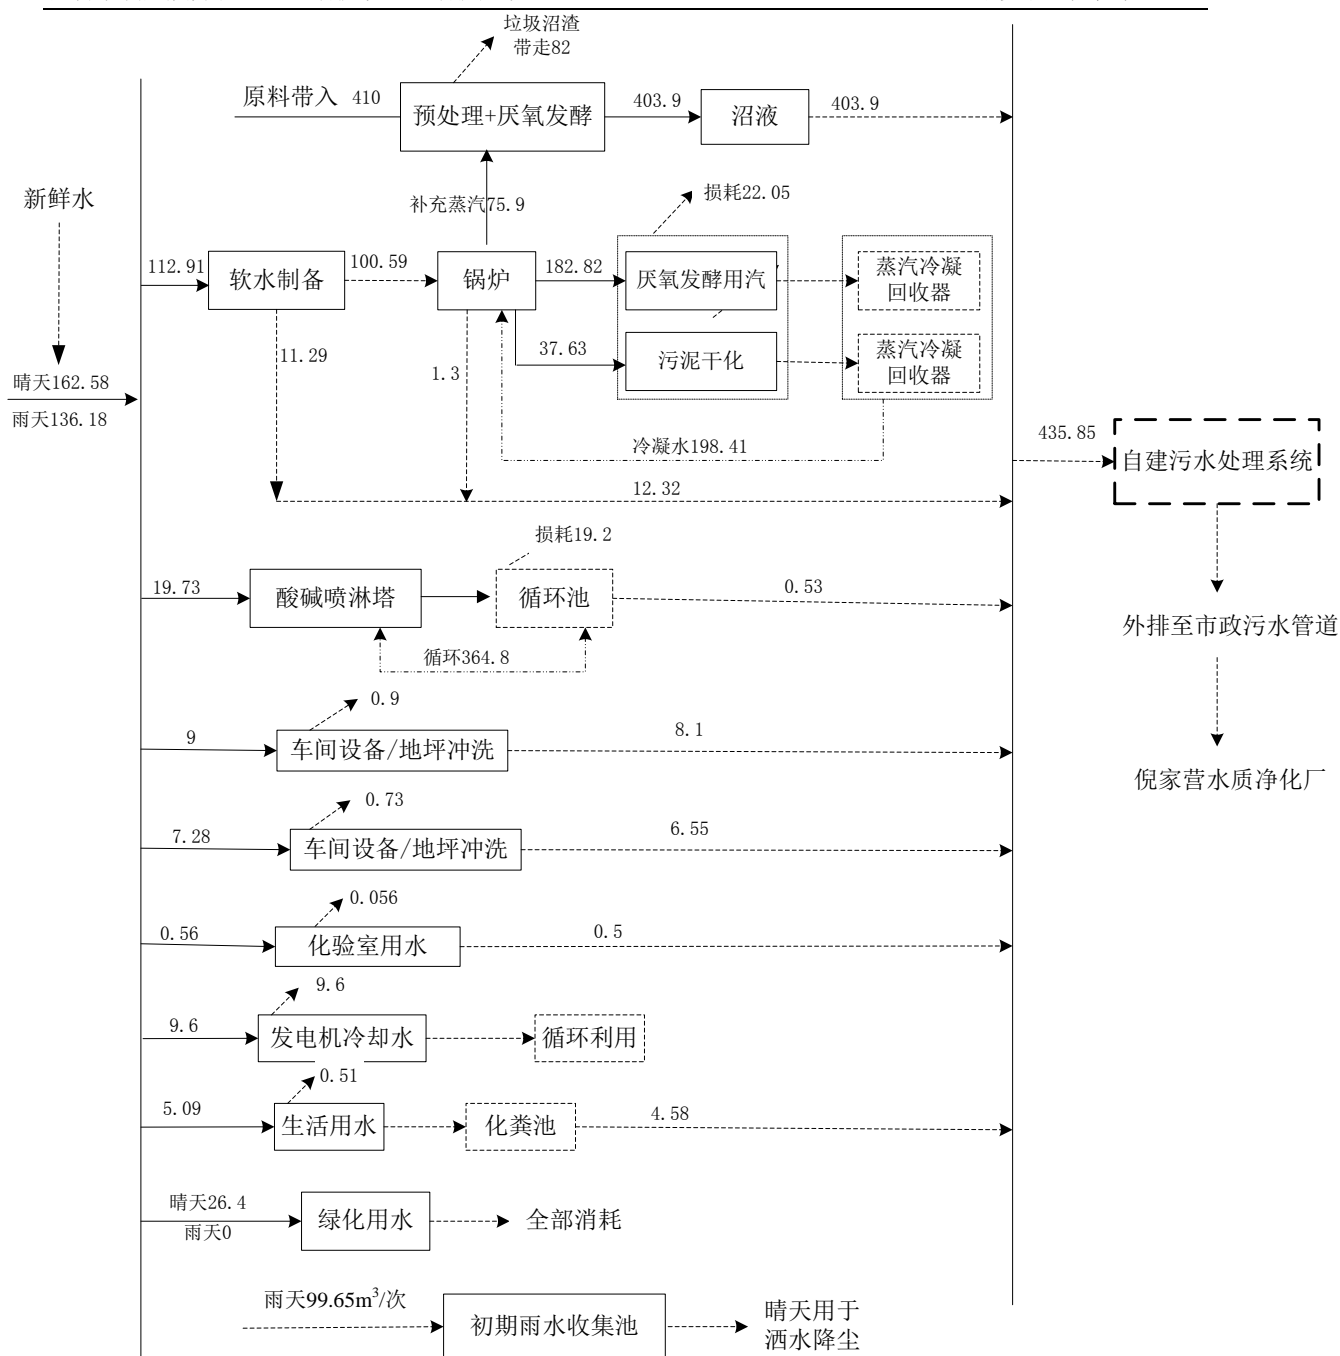 垃圾沼渣
带走82
原料带入 410
预处理+厌氧发酵
403.9
沼液
403.9
新鲜水
补充蒸汽75.9
损耗22.05
112.91
软水制备
100.59
锅炉
182.82
厌氧发酵用汽
蒸汽冷凝
回收器
11.29
1.3
37.63
污泥干化
蒸汽冷凝
回收器
晴天162.58
雨天136.18
冷凝水198.41
435.85
自建污水处理系统
12.32
损耗19.2
19.73
酸碱喷淋塔
循环池
0.53
循环364.8
外排至市政污水管道
0.9
9
车间设备/地坪冲洗
8.1
倪家营水质净化厂
0.73
7.28
车间设备/地坪冲洗
6.55
0.056
0.56
化验室用水
0.5
9.6
9.6
发电机冷却水
循环利用
0.51
5.09
生活用水
化粪池
4.58
晴天26.4
雨天0
绿化用水
全部消耗
雨天99.65m³/次
初期雨水收集池
晴天用于
洒水降尘